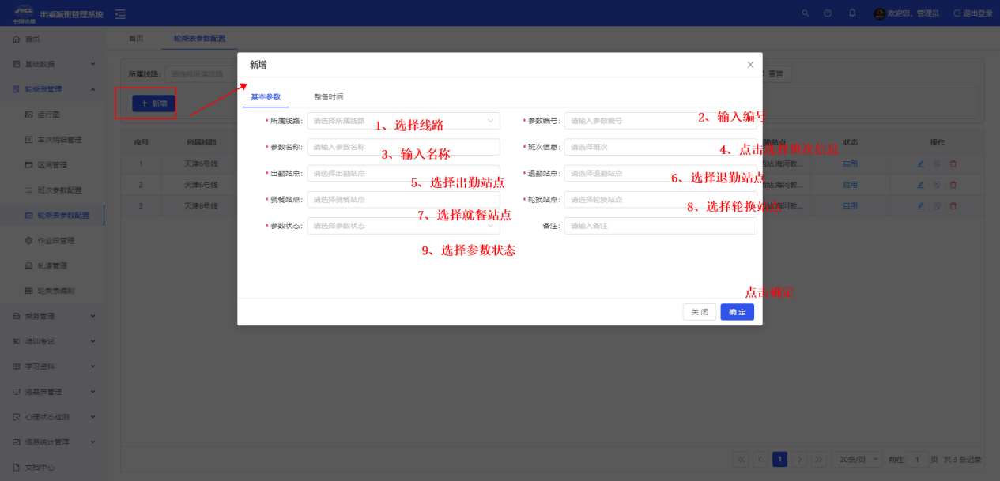 中国铁建 出乘派班管理系统
欢迎您，管理员 退出登录
首页
首页 轮乘表参数配置
基础数据
轮乘表管理
运行图
车次明细管理
区间管理
班次参数配置
轮乘表参数配置
作业段管理
轧道管理
轮乘表编制
乘务管理
培训考试
学习资料
液晶屏管理
心理状态检测
信息统计管理
文档中心
所属线路： 请选择所属线路 重置
+ 新增
序号 所属线路 状态 操作
1 天津6号线 启用
2 天津6号线 启用
3 天津6号线 启用
新增
基本参数 整备时间
* 所属线路： 请选择所属线路 1、选择线路
* 参数编号： 请输入参数编号 2、输入编号
* 参数名称： 请输入参数名称 3、输入名称
* 班次信息： 请选择班次 4、点击选择班次信息
* 出勤站点： 请选择出勤站点 5、选择出勤站点
* 退勤站点： 请选择退勤站点 6、选择退勤站点
* 就餐站点： 请选择就餐站点 7、选择就餐站点
* 轮换站点： 请选择轮换站点 8、选择轮换站点
* 参数状态： 请选择参数状态 9、选择参数状态
备注： 请输入备注
点击确定
关闭 确定
1 20条/页 前往 1 页 共 3 条记录